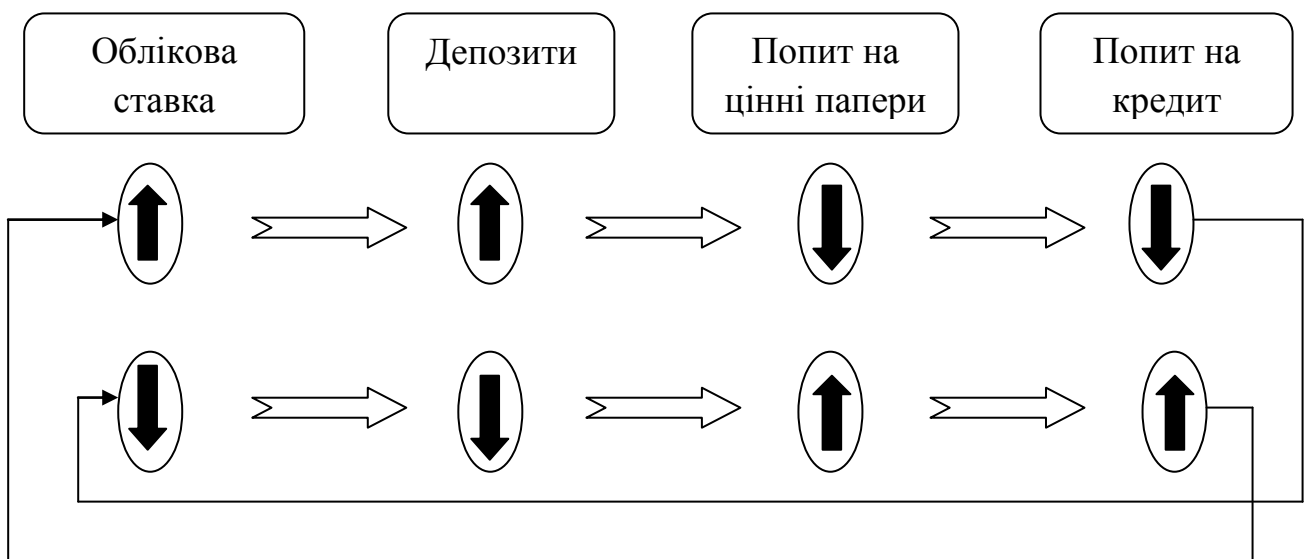 Облікова
ставка
Депозити
Попит на
цінні папери
Попит на
кредит